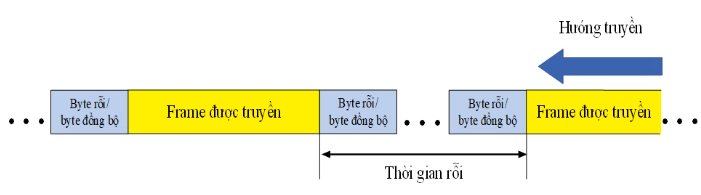 Hướng truyền
Byte rỗi/
byte đồng bộ
Frame được truyền
Byte rỗi/
byte đồng bộ
Byte rỗi/
byte đồng bộ
Frame được truyền
Thời gian rỗi